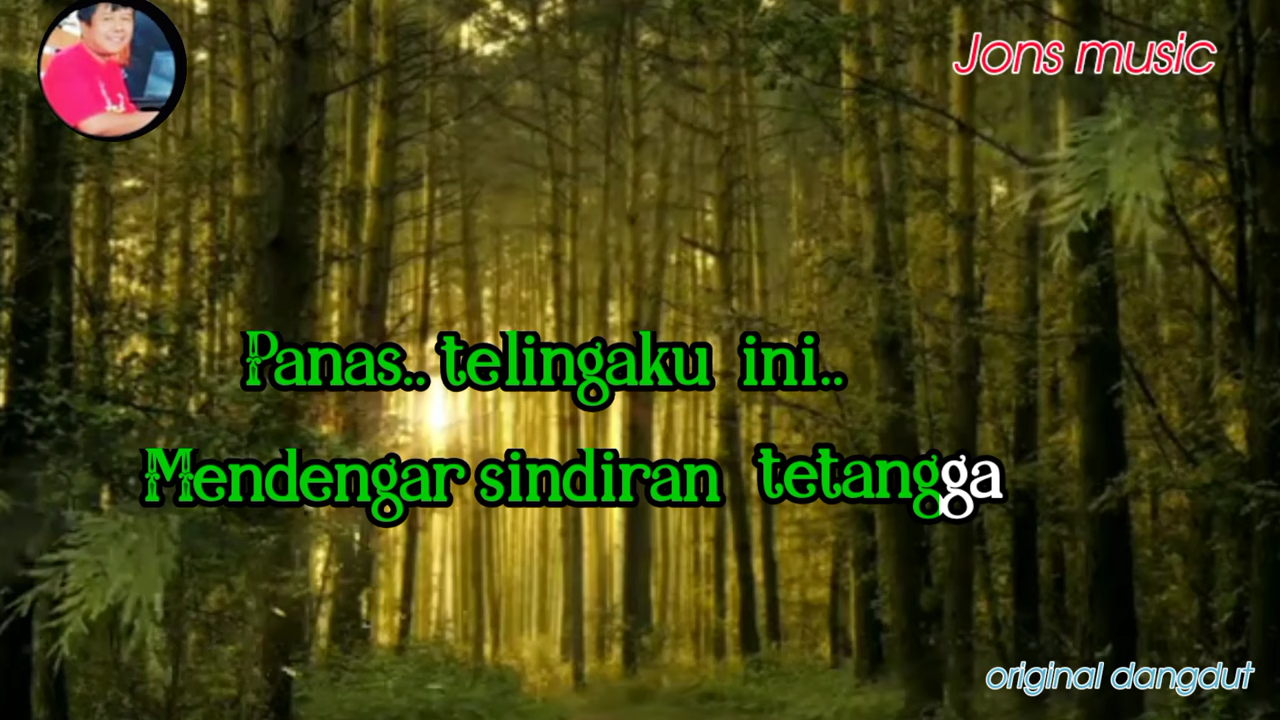 Jons music
Panas.. telingaku ini..
Mendengar sindiran tetangga
original dangdut